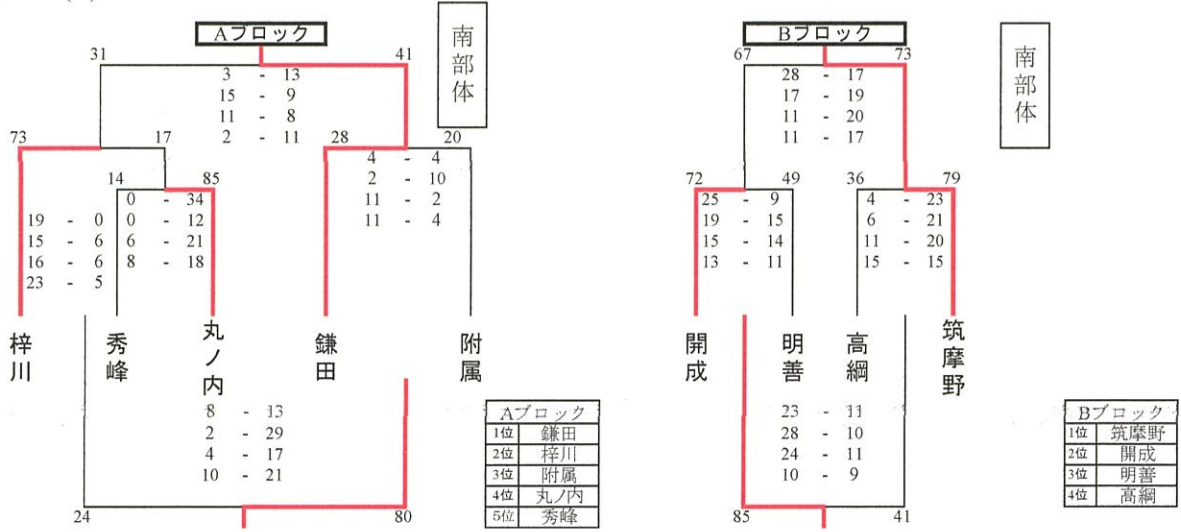 Aブロック
Bブロック
南部体
南部体
31 41
67 73
3 - 13
15 - 9
11 - 8
2 - 11
28 - 17
17 - 19
11 - 20
11 - 17
73 17 28 20
4 - 4
2 - 10
11 - 2
11 - 4
14 85
72 49 36 79
0 - 34
0 - 12
6 - 21
8 - 18
19 - 0
15 - 6
16 - 6
23 - 5
25 - 9
19 - 15
15 - 14
13 - 11
4 - 23
6 - 21
11 - 20
15 - 15
梓川
秀峰
丸ノ内
鎌田
附属
開成
明善
高綱
筑摩野
8 - 13
2 - 29
4 - 17
10 - 21
24 80
Aブロック
1位 鎌田
2位 梓川
3位 附属
4位 丸ノ内
5位 秀峰
23 - 11
28 - 10
24 - 11
10 - 9
85 41
Bブロック
1位 筑摩野
2位 開成
3位 明善
4位 高綱